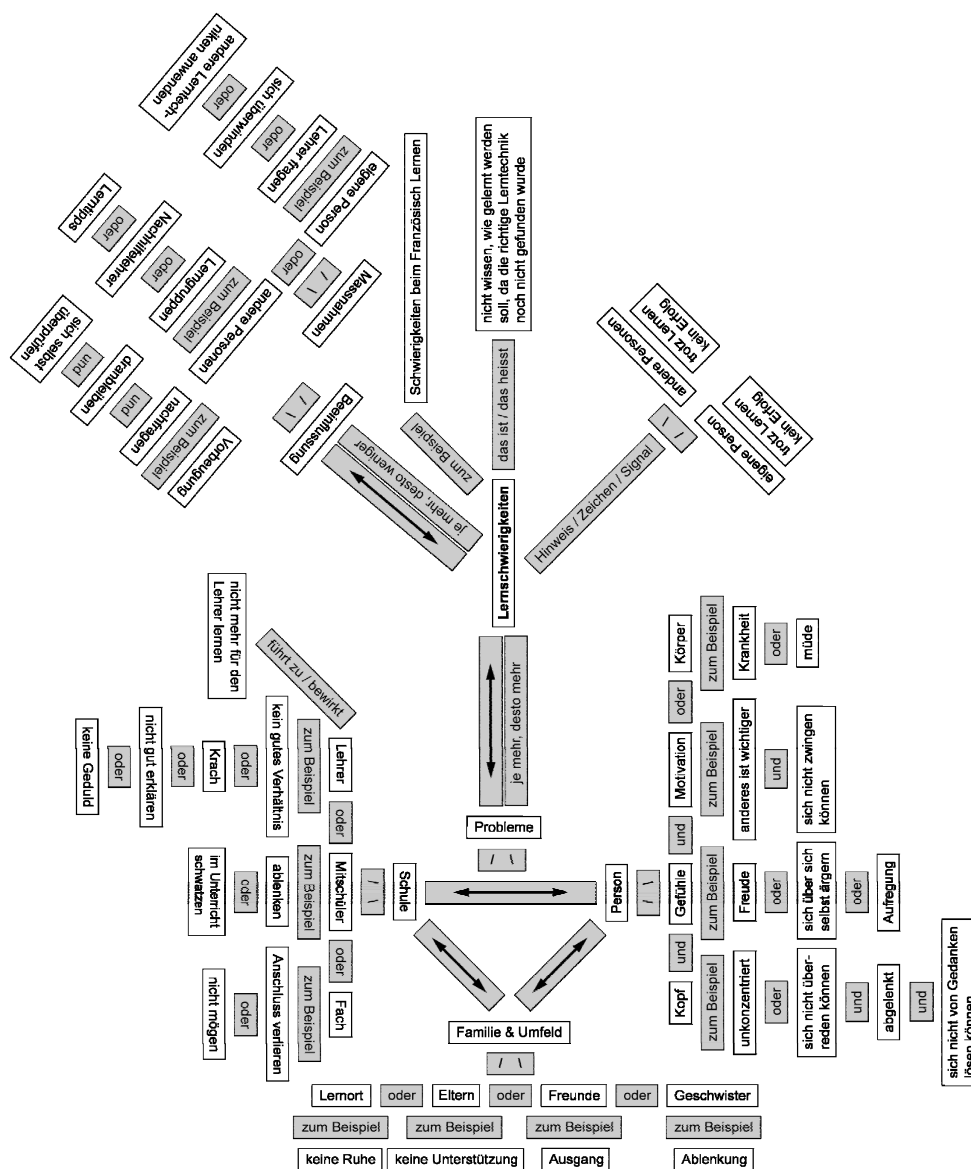 andere Lerntech-
niken anwenden
oder
sich überwinden
oder
Lehrer fragen
zum Beispiel
eigene Person
oder
/ \
Massnahmen
Lerntipps
oder
Nachhilfelehrer
oder
Lerngruppen
zum Beispiel
andere Personen
sich selbst
überprüfen
und
dranbleiben
und
nachfragen
zum Beispiel
Vorbeugung
/ \
Beeinflussung
je mehr, desto weniger
Schwierigkeiten beim Französisch Lernen
zum Beispiel
nicht wissen, wie gelernt werden
soll, da die richtige Lerntechnik
noch nicht gefunden wurde
das ist / das heisst
Lernschwierigkeiten
Hinweis / Zeichen / Signal
/ \
andere Personen
trotz Lernen
kein Erfolg
eigene Person
trotz Lernen
kein Erfolg
je mehr, desto mehr
Probleme
/ \
Schule
/ \
Lehrer
oder
Mitschüler
oder
Fach
zum Beispiel
kein gutes Verhältnis
oder
Krach
oder
nicht gut erklären
oder
keine Geduld
führt zu / bewirkt
nicht mehr für den
Lehrer lernen
zum Beispiel
ablenken
oder
im Unterricht
schwatzen
zum Beispiel
Anschluss verlieren
oder
nicht mögen
Person
/ \
Körper
oder
Motivation
und
Gefühle
und
Kopf
zum Beispiel
Krankheit
oder
müde
zum Beispiel
anderes ist wichtiger
und
sich nicht zwingen
können
zum Beispiel
Freude
oder
sich über sich
selbst ärgern
oder
Aufregung
zum Beispiel
unkonzentriert
oder
sich nicht über-
reden können
und
abgelenkt
und
sich nicht von Gedanken
lösen können
Familie & Umfeld
/ \
Lernort
oder
Eltern
oder
Freunde
oder
Geschwister
zum Beispiel
zum Beispiel
zum Beispiel
zum Beispiel
keine Ruhe
keine Unterstützung
Ausgang
Ablenkung